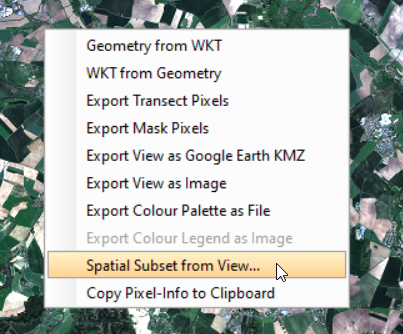 Geometry from WKT
WKT from Geometry
Export Transect Pixels
Export Mask Pixels
Export View as Google Earth KMZ
Export View as Image
Export Colour Palette as File
Export Colour Legend as Image
Spatial Subset from View...
Copy Pixel-Info to Clipboard